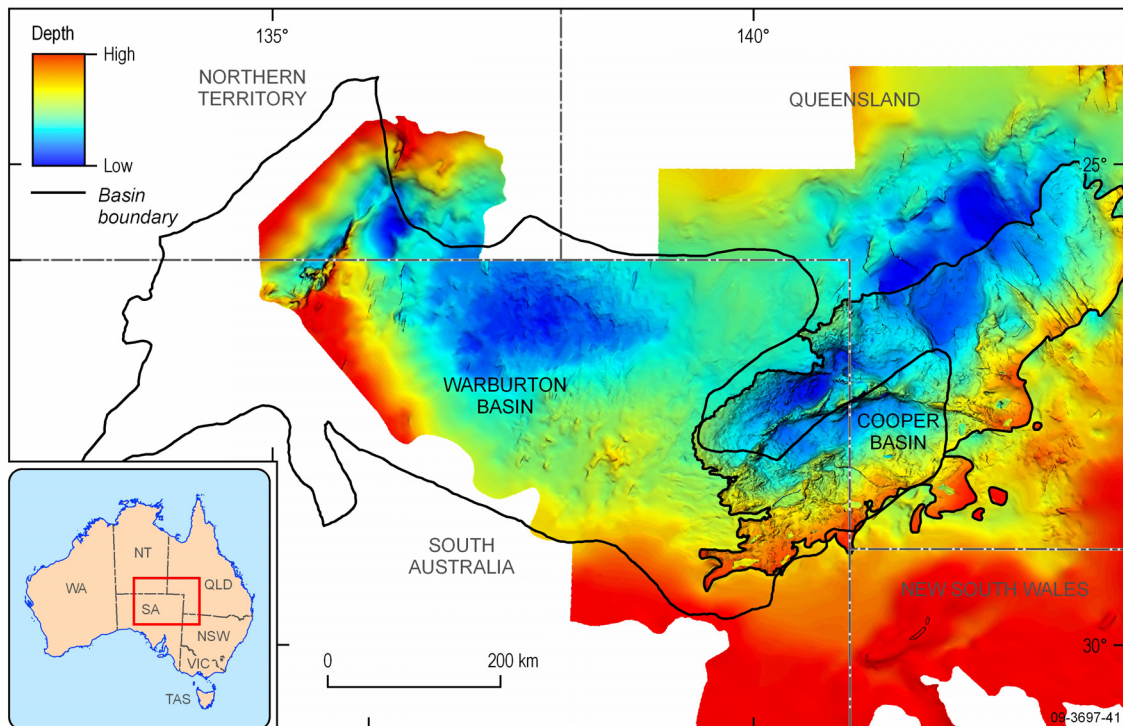 135°
140°
Depth
High
Low
Basin
boundary
NORTHERN
TERRITORY
QUEENSLAND
25°
WARBURTON
BASIN
COOPER
BASIN
SOUTH
AUSTRALIA
NEW SOUTH WALES
30°
0
200 km
WA
NT
QLD
SA
NSW
VIC
TAS
09-3697-41